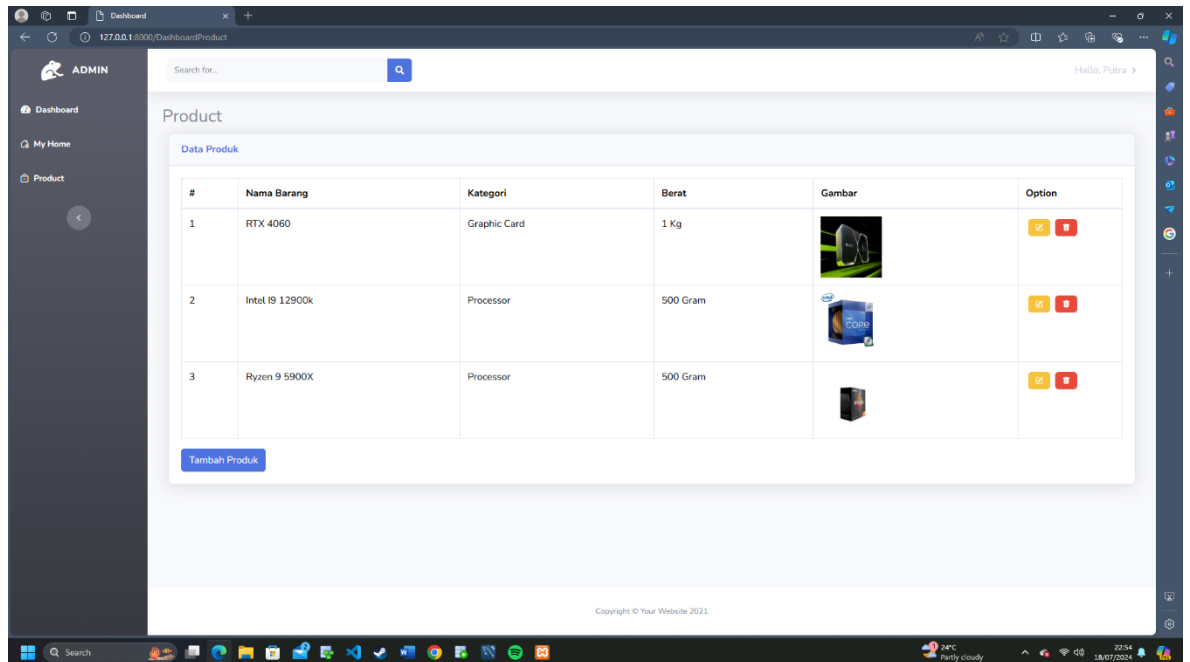 Dashboard
127.0.0.1:8000/DashboardProduct
ADMIN
Search for...
Hallo, Putra
Dashboard
My Home
Product
Product
Data Produk
# Nama Barang Kategori Berat Gambar Option
1 RTX 4060 Graphic Card 1 Kg
2 Intel I9 12900k Processor 500 Gram
intel
CORE
3 Ryzen 9 5900X Processor 500 Gram
Tambah Produk
Copyright © Your Website 2021
Search
24°C
Partly cloudy
22:54
18/07/2024